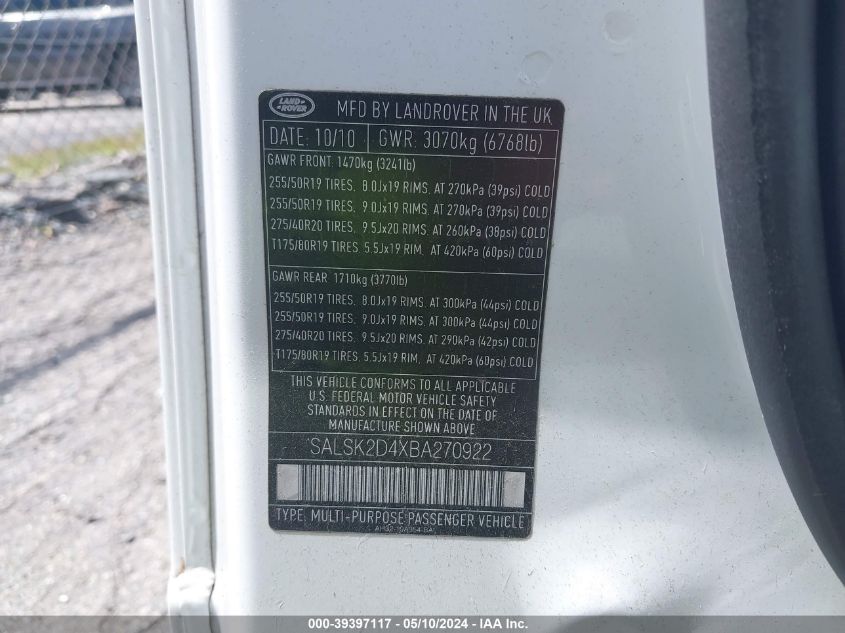 LAND
ROVER
MFD BY LANDROVER IN THE UK
DATE: 10/10 GWR: 3070kg (6768lb)
GAWR FRONT: 1470kg (3241lb)
255/50R19 TIRES, 8.0Jx19 RIMS, AT 270kPa (39psi) COLD
255/50R19 TIRES, 9.0Jx19 RIMS, AT 270kPa (39psi) COLD
275/40R20 TIRES, 9.5Jx20 RIMS, AT 260kPa (38psi) COLD
T175/80R19 TIRES, 5.5Jx19 RIM, AT 420kPa (60psi) COLD
GAWR REAR: 1710kg (3770lb)
255/50R19 TIRES, 8.0Jx19 RIMS, AT 300kPa (44psi) COLD
255/50R19 TIRES, 9.0Jx19 RIMS, AT 300kPa (44psi) COLD
275/40R20 TIRES, 9.5Jx20 RIMS, AT 290kPa (42psi) COLD
T175/80R19 TIRES, 5.5Jx19 RIM, AT 420kPa (60psi) COLD
THIS VEHICLE CONFORMS TO ALL APPLICABLE
U.S. FEDERAL MOTOR VEHICLE SAFETY
STANDARDS IN EFFECT ON THE DATE OF
MANUFACTURE SHOWN ABOVE
SALSK2D4XBA270922
TYPE: MULTI-PURPOSE PASSENGER VEHICLE
000-39397117 - 05/10/2024 - IAA Inc.